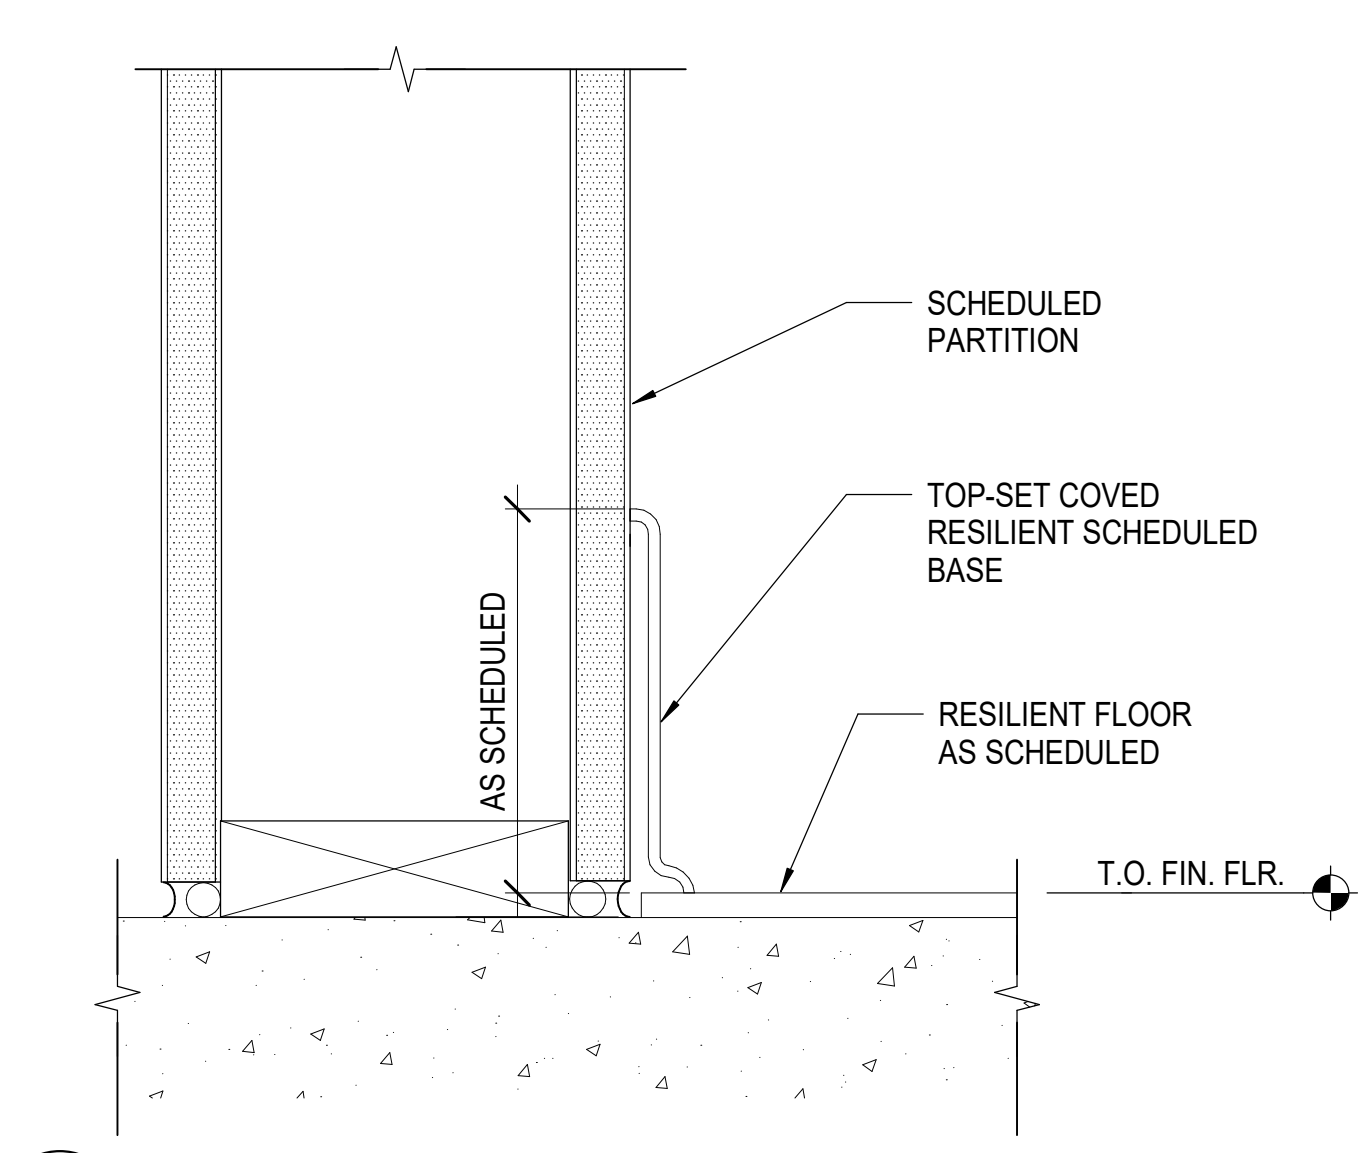 SCHEDULED
PARTITION
TOP-SET COVED
RESILIENT SCHEDULED
BASE
AS SCHEDULED
RESILIENT FLOOR
AS SCHEDULED
T.O. FIN. FLR.